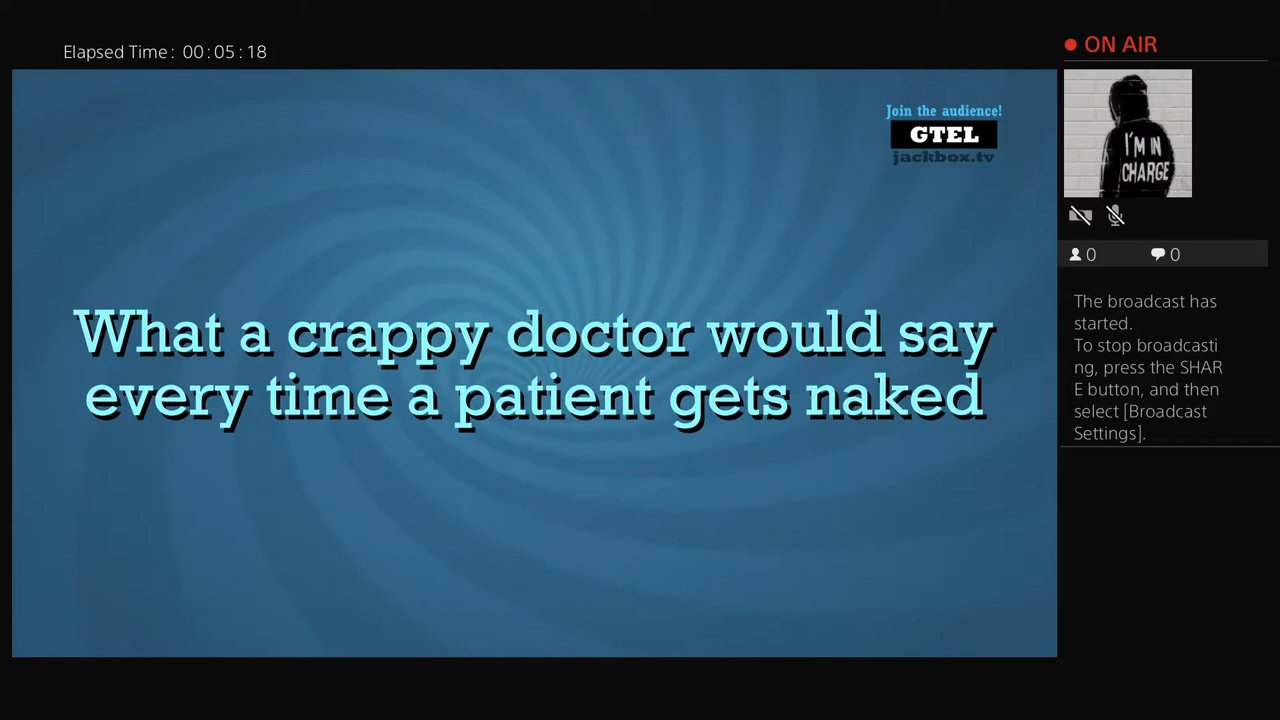 Elapsed Time: 00:05:18
ON AIR
Join the audience!
GTEL
jackbox.tv
I'M IN
CHARGE
0 0
The broadcast has
started.
To stop broadcasti
ng, press the SHAR
E button, and then
select [Broadcast
Settings].
What a crappy doctor would say
every time a patient gets naked